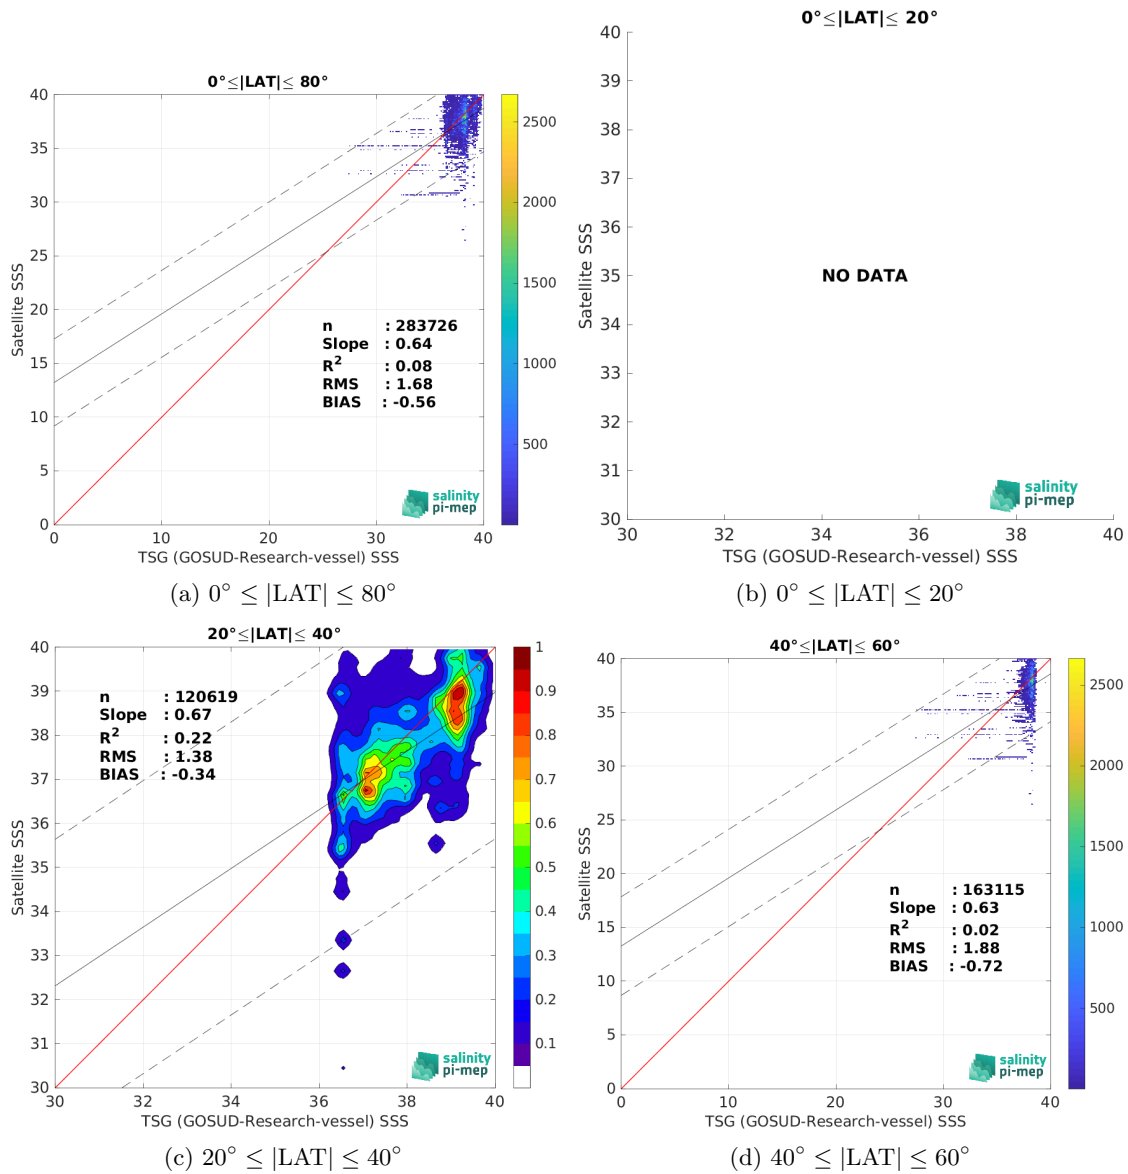 0°≤|LAT|≤ 80°
40
35
30
25
20
15
10
5
0
Satellite SSS
n : 283726
Slope : 0.64
R² : 0.08
RMS : 1.68
BIAS : -0.56
salinity
pi-mep
0 10 20 30 40
TSG (GOSUD-Research-vessel) SSS
2500
2000
1500
1000
500
(a) 0° ≤ |LAT| ≤ 80°
0°≤|LAT|≤ 20°
40
39
38
37
36
35
34
33
32
31
30
Satellite SSS
NO DATA
salinity
pi-mep
30 32 34 36 38 40
TSG (GOSUD-Research-vessel) SSS
(b) 0° ≤ |LAT| ≤ 20°
20°≤|LAT|≤ 40°
40
39
38
37
36
35
34
33
32
31
30
Satellite SSS
n : 120619
Slope : 0.67
R² : 0.22
RMS : 1.38
BIAS : -0.34
salinity
pi-mep
30 32 34 36 38 40
TSG (GOSUD-Research-vessel) SSS
1
0.9
0.8
0.7
0.6
0.5
0.4
0.3
0.2
0.1
(c) 20° ≤ |LAT| ≤ 40°
40°≤|LAT|≤ 60°
40
35
30
25
20
15
10
5
0
Satellite SSS
n : 163115
Slope : 0.63
R² : 0.02
RMS : 1.88
BIAS : -0.72
salinity
pi-mep
0 10 20 30 40
TSG (GOSUD-Research-vessel) SSS
2500
2000
1500
1000
500
(d) 40° ≤ |LAT| ≤ 60°